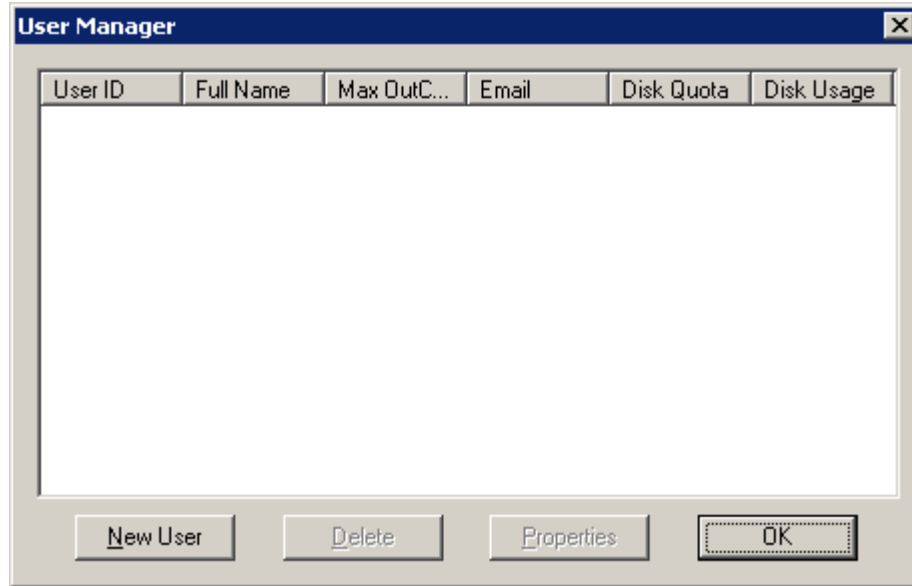 User Manager
User ID Full Name Max OutC... Email Disk Quota Disk Usage
New User Delete Properties OK